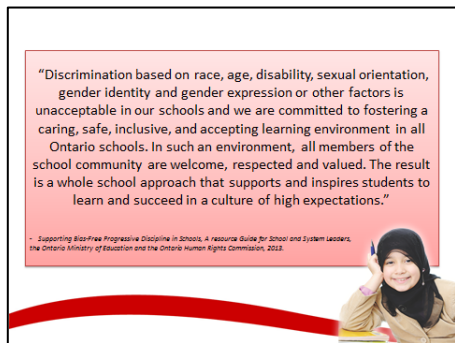 “Discrimination based on race, age, disability, sexual orientation,
gender identity and gender expression or other factors is
unacceptable in our schools and we are committed to fostering a
caring, safe, inclusive, and accepting learning environment in all
Ontario schools. In such an environment, all members of the
school community are welcome, respected and valued. The result
is a whole school approach that supports and inspires students to
learn and succeed in a culture of high expectations.”
- Supporting Bias-Free Progressive Discipline in Schools, A resource Guide for School and System Leaders,
the Ontario Ministry of Education and the Ontario Human Rights Commission, 2013.